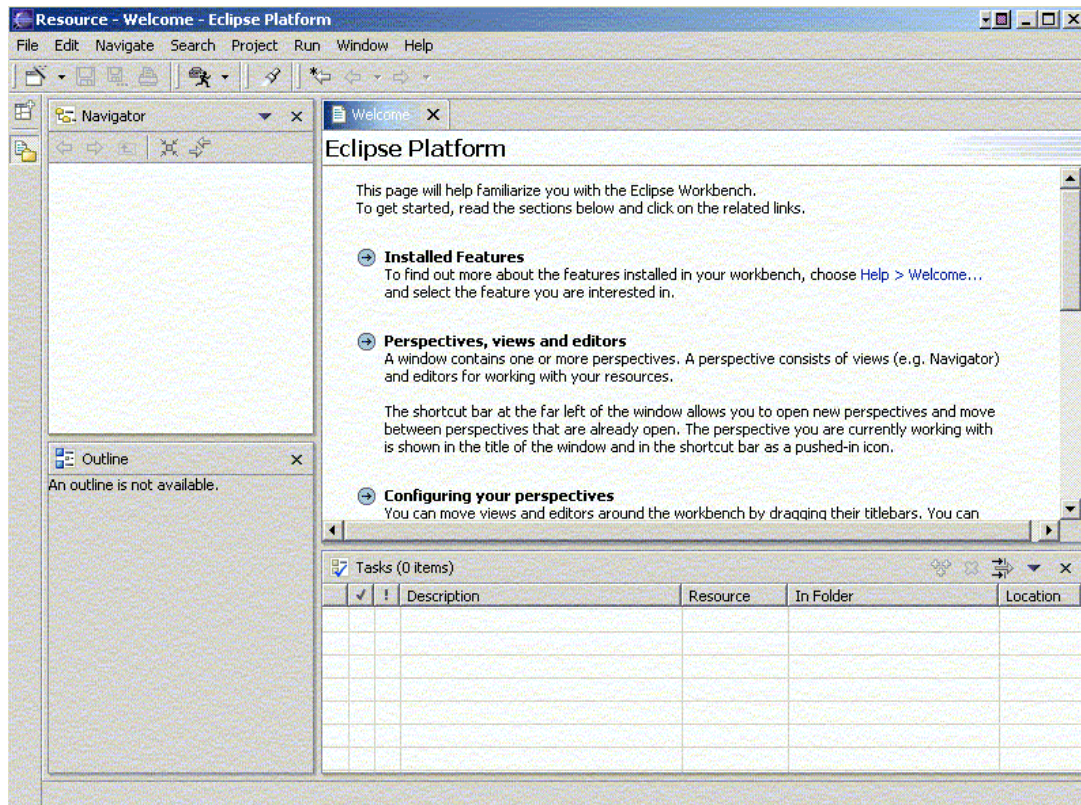 Resource - Welcome - Eclipse Platform
File Edit Navigate Search Project Run Window Help
Navigator
Welcome
Eclipse Platform
This page will help familiarize you with the Eclipse Workbench.
To get started, read the sections below and click on the related links.
Installed Features
To find out more about the features installed in your workbench, choose Help > Welcome...
and select the feature you are interested in.
Perspectives, views and editors
A window contains one or more perspectives. A perspective consists of views (e.g. Navigator)
and editors for working with your resources.
The shortcut bar at the far left of the window allows you to open new perspectives and move
between perspectives that are already open. The perspective you are currently working with
is shown in the title of the window and in the shortcut bar as a pushed-in icon.
Configuring your perspectives
You can move views and editors around the workbench by dragging their titlebars. You can
Outline
An outline is not available.
Tasks (0 items)
! Description Resource In Folder Location